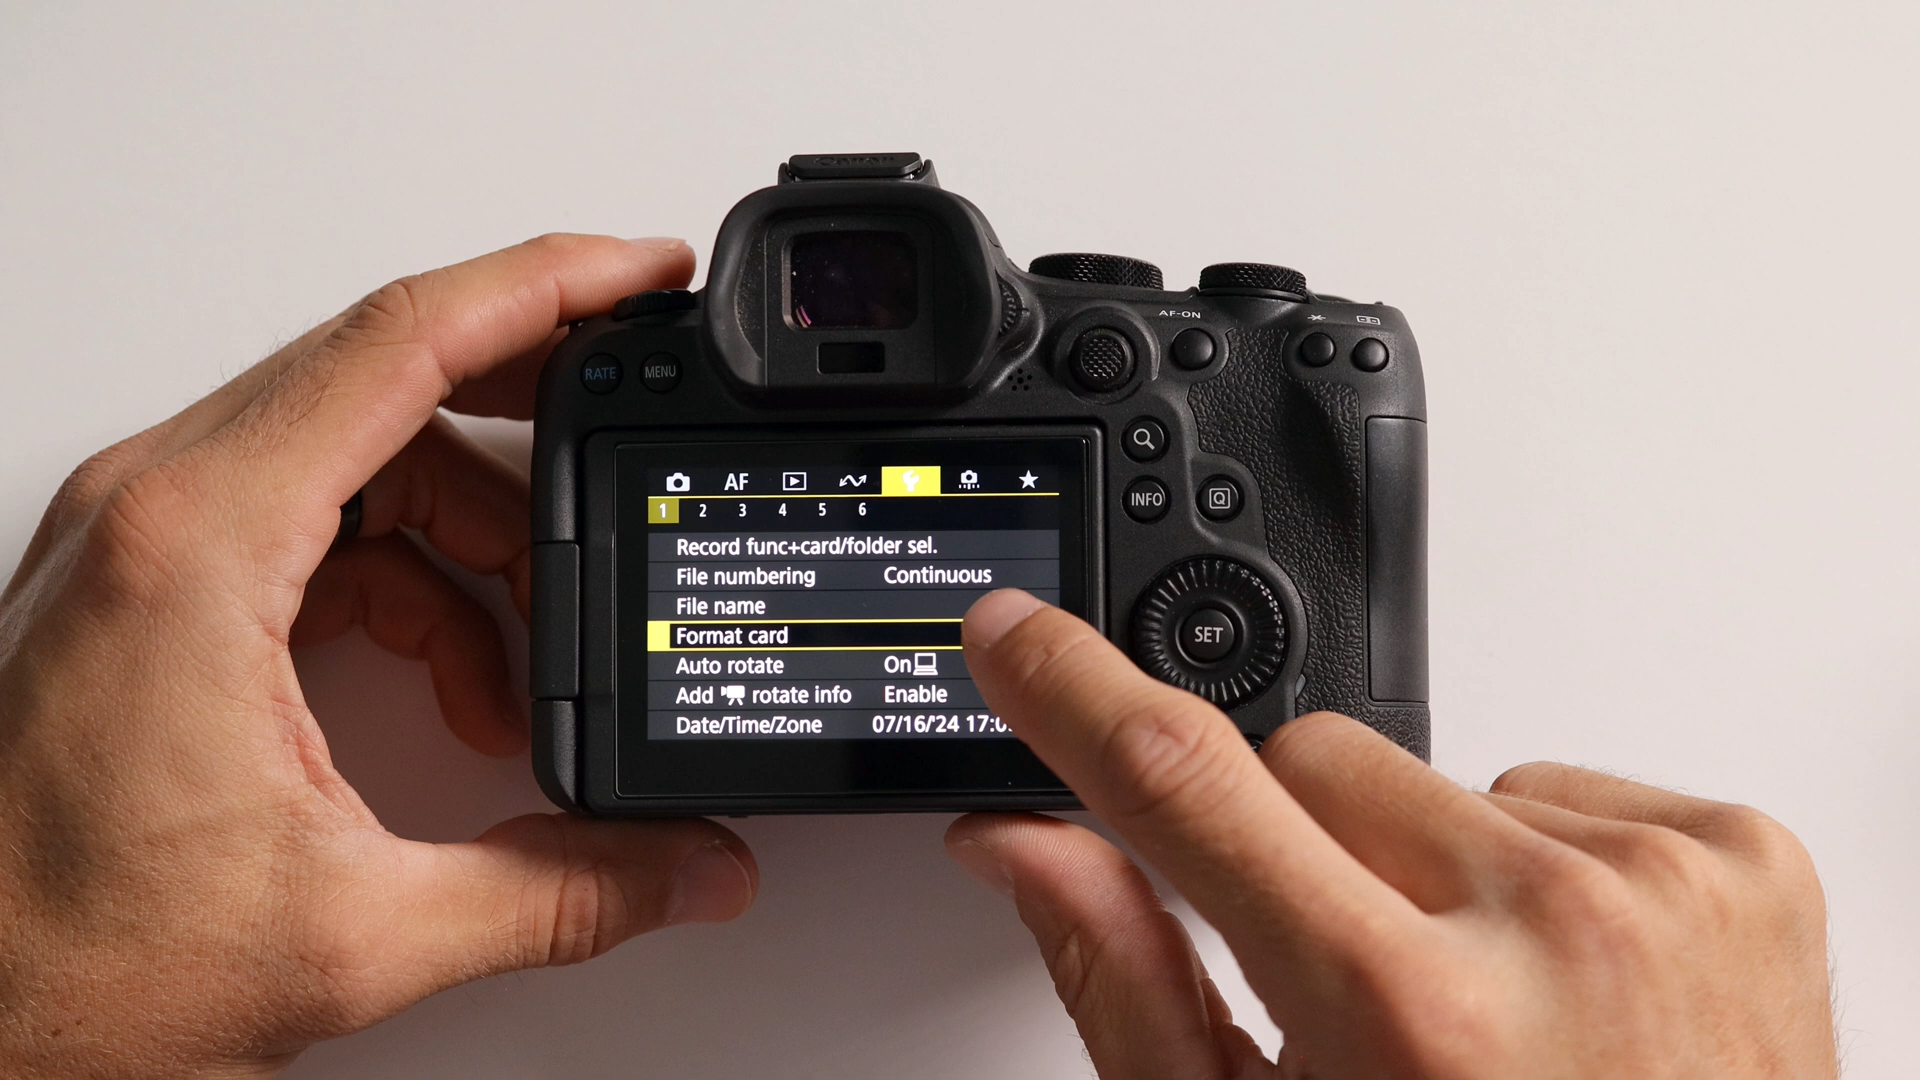 Canon
AF-ON
RATE
MENU
AF
1 2 3 4 5 6
Record func+card/folder sel.
File numbering Continuous
File name
Format card
Auto rotate On
Add rotate info Enable
Date/Time/Zone 07/16/'24
INFO
Q
SET